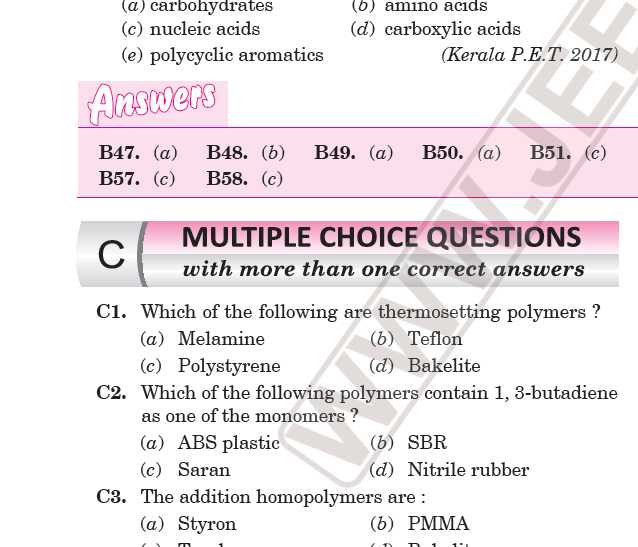 (a) carbohydrates (b) amino acids
(c) nucleic acids (d) carboxylic acids
(e) polycyclic aromatics (Kerala P.E.T. 2017)
Answers
B47. (a) B48. (b) B49. (a) B50. (a) B51. (c)
B57. (c) B58. (c)
C MULTIPLE CHOICE QUESTIONS
with more than one correct answers
C1. Which of the following are thermosetting polymers ?
(a) Melamine (b) Teflon
(c) Polystyrene (d) Bakelite
C2. Which of the following polymers contain 1, 3-butadiene
as one of the monomers ?
(a) ABS plastic (b) SBR
(c) Saran (d) Nitrile rubber
C3. The addition homopolymers are :
(a) Styron (b) PMMA
WWW.JEE